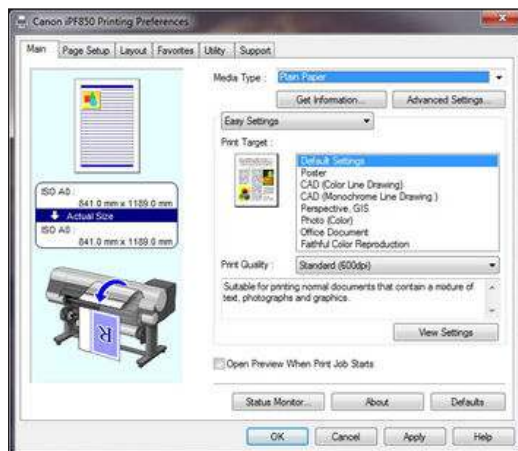 Canon iPF850 Printing Preferences
Main Page Setup Layout Favorites Utility Support
Media Type : Plain Paper
Get Information... Advanced Settings...
Easy Settings
Print Target :
Default Settings
Poster
CAD (Color Line Drawing)
CAD (Monochrome Line Drawing )
Perspective, GIS
Photo (Color)
Office Document
Faithful Color Reproduction
ISO A0 :
841.0 mm x 1189.0 mm
Actual Size
ISO A0 :
841.0 mm x 1189.0 mm
R
Print Quality : Standard (600dpi)
Suitable for printing normal documents that contain a mixture of
text, photographs and graphics.
View Settings
Open Preview When Print Job Starts
Status Monitor... About Defaults
OK Cancel Apply Help